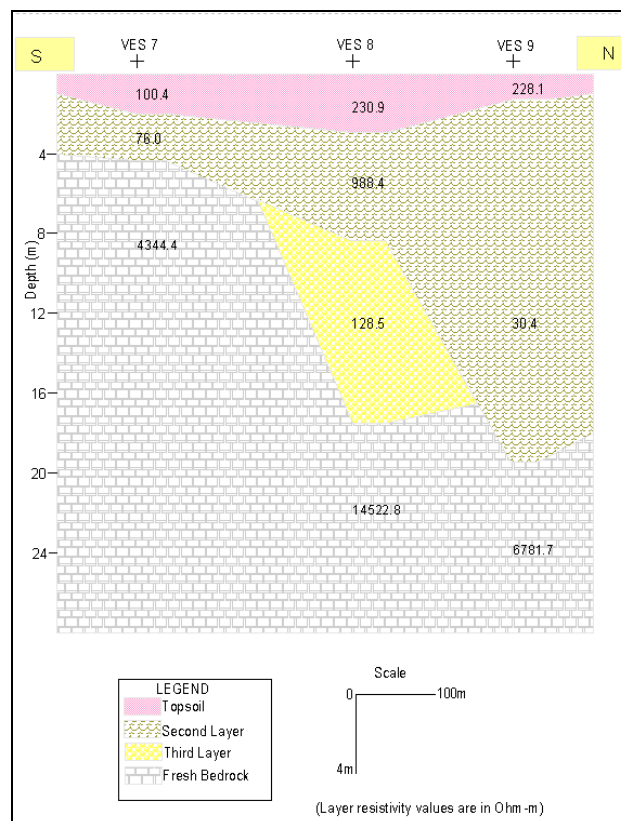 S VES 7 VES 8 VES 9 N
100.4 230.9 228.1
76.0
4
988.4
8
4344.4
Depth (m)
12
128.5 30.4
16
20
14522.8
24
6781.7
Scale
LEGEND
Topsoil
Second Layer
Third Layer
Fresh Bedrock
0 100m
4m
(Layer resistivity values are in Ohm-m)